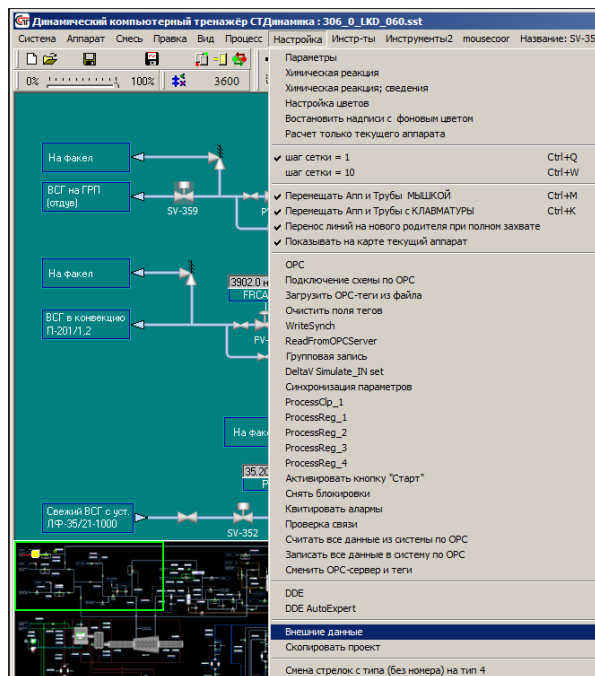 Динамический компьютерный тренажёр СТДинамика : 306_0_LKD_060.sst
Система Аппарат Смесь Правка Вид Процесс Настройка Инстр-ты Инструменты2 mousecoor Название: SV-35
0% 100% 3600
Параметры
Химическая реакция
Химическая реакция; сведения
Настройка цветов
Востановить надписи с фоновым цветом
Расчет только текущего аппарата
шаг сетки = 1 Ctrl+Q
шаг сетки = 10 Ctrl+W
Перемещать Апп и Трубы МЫШКОЙ Ctrl+M
Перемещать Апп и Трубы с КЛАВМАТУРЫ Ctrl+K
Перенос линий на нового родителя при полном захвате
Показывать на карте текущий аппарат
OPC
Подключение схемы по OPC
Загрузить OPC-теги из файла
Очистить поля тегов
WriteSynch
ReadFromOPCServer
Групповая запись
DeltaV Simulate_IN set
Синхронизация параметров
ProcessClp_1
ProcessReg_1
ProcessReg_2
ProcessReg_3
ProcessReg_4
Активировать кнопку "Старт"
Снять блокировки
Квитировать алармы
Проверка связи
Считать все данные из системы по OPC
Записать все данные в систему по OPC
Сменить OPC-сервер и теги
DDE
DDE AutoExpert
Внешние данные
Скопировать проект
Смена стрелок с типа (без номера) на тип 4
На факел
ВСГ на ГРП
(отдув)
SV-359
На факел
3902.0 н
FRCA
ВСГ в конвекцию
П-201/1,2
FV-
На фак
35.20
P
Свежий ВСГ с уст.
ЛФ-35/21-1000
SV-352